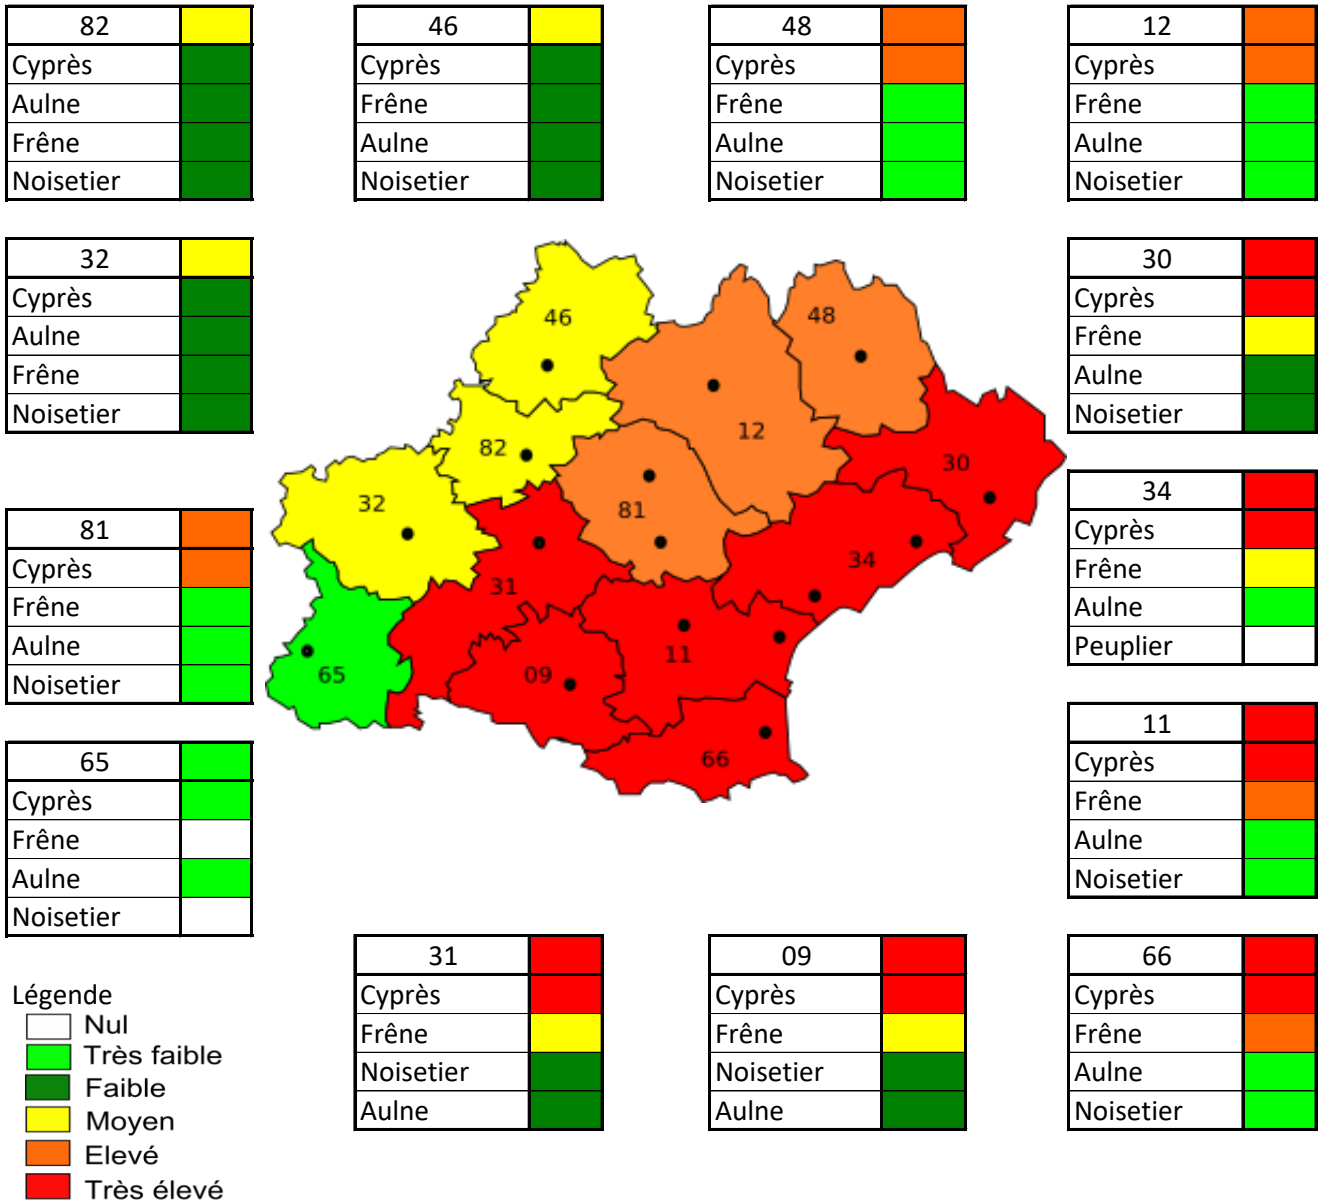 82
Cyprès
Aulne
Frêne
Noisetier
46
Cyprès
Frêne
Aulne
Noisetier
48
Cyprès
Frêne
Aulne
Noisetier
12
Cyprès
Frêne
Aulne
Noisetier
32
Cyprès
Aulne
Frêne
Noisetier
30
Cyprès
Frêne
Aulne
Noisetier
46
48
12
82
30
32
81
34
31
11
09
65
66
34
Cyprès
Frêne
Aulne
Peuplier
81
Cyprès
Frêne
Aulne
Noisetier
11
Cyprès
Frêne
Aulne
Noisetier
65
Cyprès
Frêne
Aulne
Noisetier
31
Cyprès
Frêne
Noisetier
Aulne
09
Cyprès
Frêne
Noisetier
Aulne
66
Cyprès
Frêne
Aulne
Noisetier
Légende
Nul
Très faible
Faible
Moyen
Elevé
Très élevé